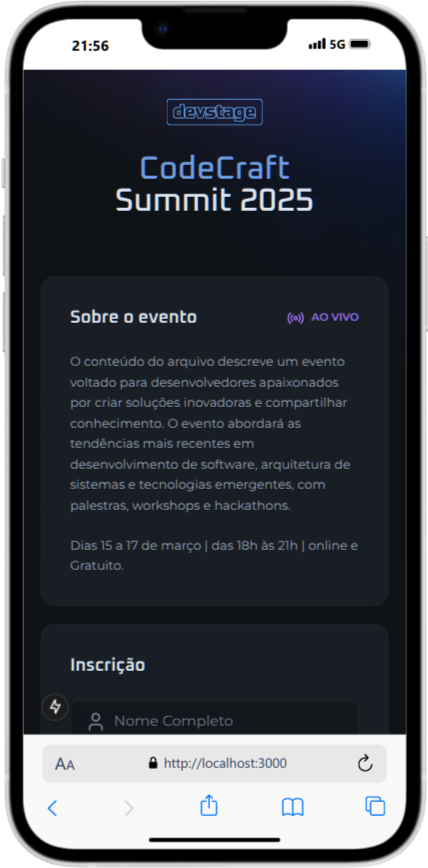 21:56
5G
devstage
CodeCraft
Summit 2025
Sobre o evento
AO VIVO
O conteúdo do arquivo descreve um evento
voltado para desenvolvedores apaixonados
por criar soluções inovadoras e compartilhar
conhecimento. O evento abordará as
tendências mais recentes em
desenvolvimento de software, arquitetura de
sistemas e tecnologias emergentes, com
palestras, workshops e hackathons.
Dias 15 a 17 de março | das 18h às 21h | online e
Gratuito.
Inscrição
Nome Completo
AA
http://localhost:3000